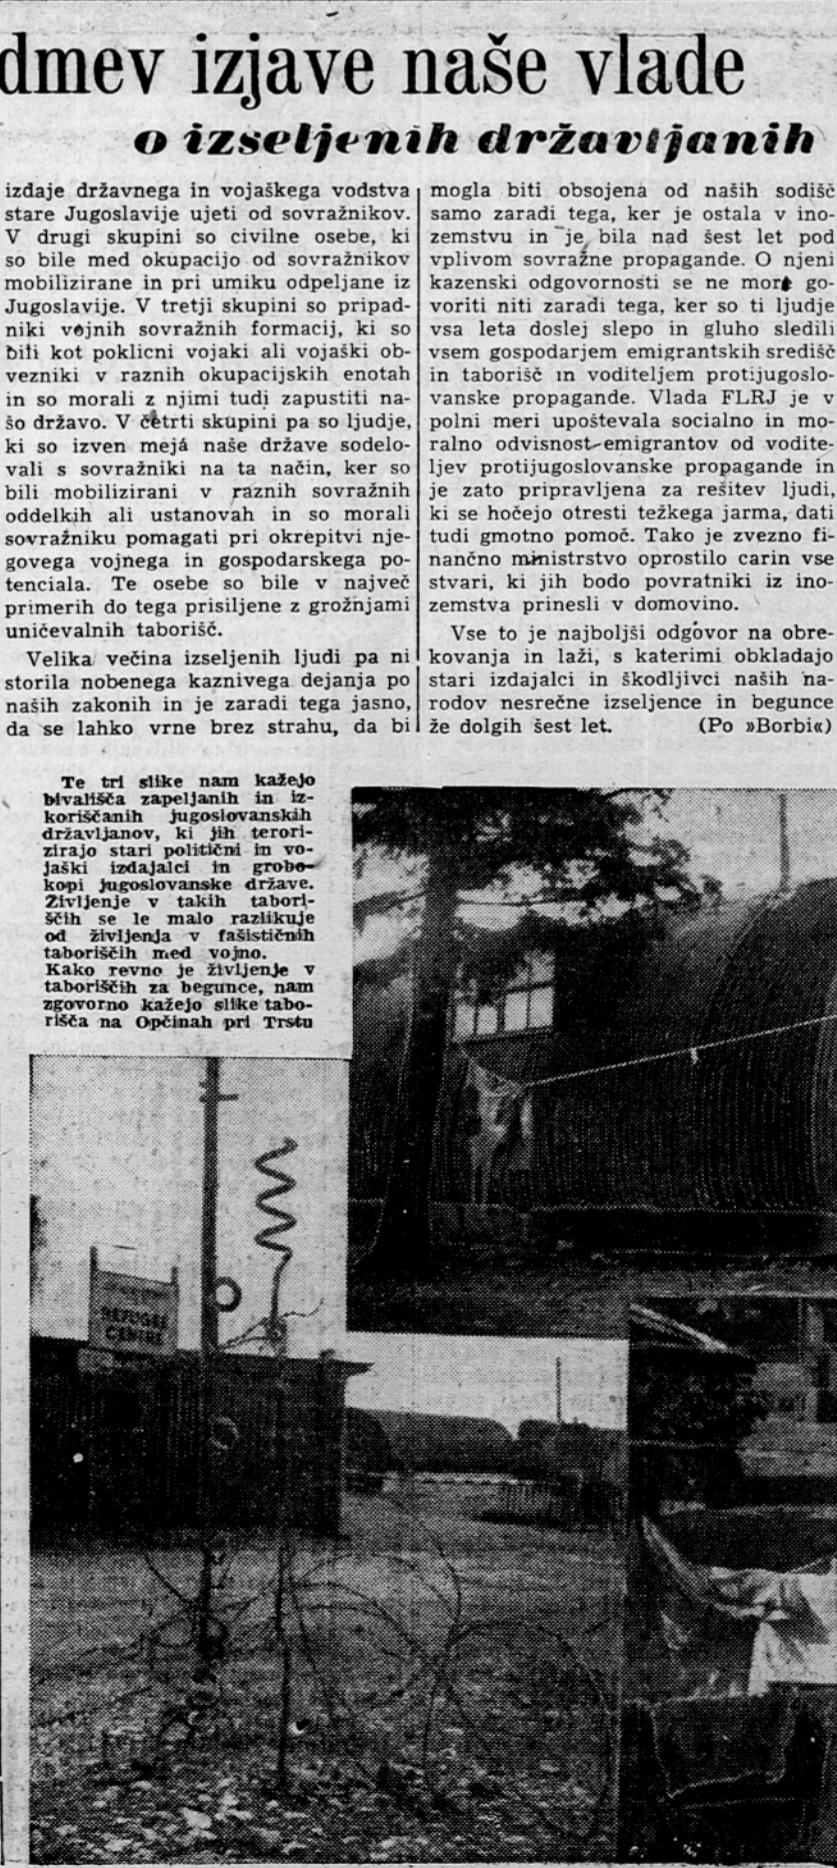 dmev izjave naše vlade
o izseljenih državljanih
izdaje državnega in vojaškega vodstva
stare Jugoslavije ujeti od sovražnikov.
V drugi skupini so civilne osebe, ki
so bile med okupacijo od sovražnikov
mobilizirane in pri umiku odpeljane iz
Jugoslavije. V tretji skupini so pripad-
niki vojnih sovražnih formacij, ki so
bili kot poklicni vojaki ali vojaški ob-
vezniki v raznih okupacijskih enotah
in so morali z njimi tudi zapustiti na-
šo državo. V četrti skupini pa so ljudje,
ki so izven mejá naše države sodelo-
vali s sovražniki na ta način, ker so
bili mobilizirani v raznih sovražnih
oddelkih ali ustanovah in so morali
sovražniku pomagati pri okrepitvi nje-
govega vojnega in gospodarskega po-
tenciala. Te osebe so bile v največ
primerih do tega prisiljene z grožnjami
uničevalnih taborišč.
Velika večina izseljenih ljudi pa ni
storila nobenega kaznivega dejanja po
naših zakonih in je zaradi tega jasno,
da se lahko vrne brez strahu, da bi
mogla biti obsojena od naših sodišč
samo zaradi tega, ker je ostala v ino-
zemstvu in je bila nad šest let pod
vplivom sovražne propagande. O njeni
kazenski odgovornosti se ne more go-
voriti niti zaradi tega, ker so ti ljudje
vsa leta doslej slepo in gluho sledili
vsem gospodarjem emigrantskih središč
in taborišč in voditeljem protijugoslo-
vanske propagande. Vlada FLRJ je v
polni meri upoštevala socialno in mo-
ralno odvisnost emigrantov od vodite-
ljev protijugoslovanske propagande in
je zato pripravljena za rešitev ljudi,
ki se hočejo otresti težkega jarma, dati
tudi gmotno pomoč. Tako je zvezno fi-
nančno ministrstvo oprostilo carin vse
stvari, ki jih bodo povratniki iz ino-
zemstva prinesli v domovino.
Vse to je najboljši odgovor na obre-
kovanja in laži, s katerimi obkladajo
stari izdajalci in škodljivci naših na-
rodov nesrečne izseljence in begunce
že dolgih šest let. (Po »Borbi«)
Te tri slike nam kažejo
bivališča zapeljanih in iz-
koriščanih jugoslovanskih
državljanov, ki jih terori-
zirajo stari politični in vo-
jaški izdajalci in grobo-
kopi jugoslovanske države.
Življenje v takih tabori-
ščih se le malo razlikuje
od življenja v fašističnih
taboriščih med vojno.
Kako revno je življenje v
taboriščih za begunce, nam
zgovorno kažejo slike tabo-
rišča na Opčinah pri Trstu
REFUGEE
CENTRE